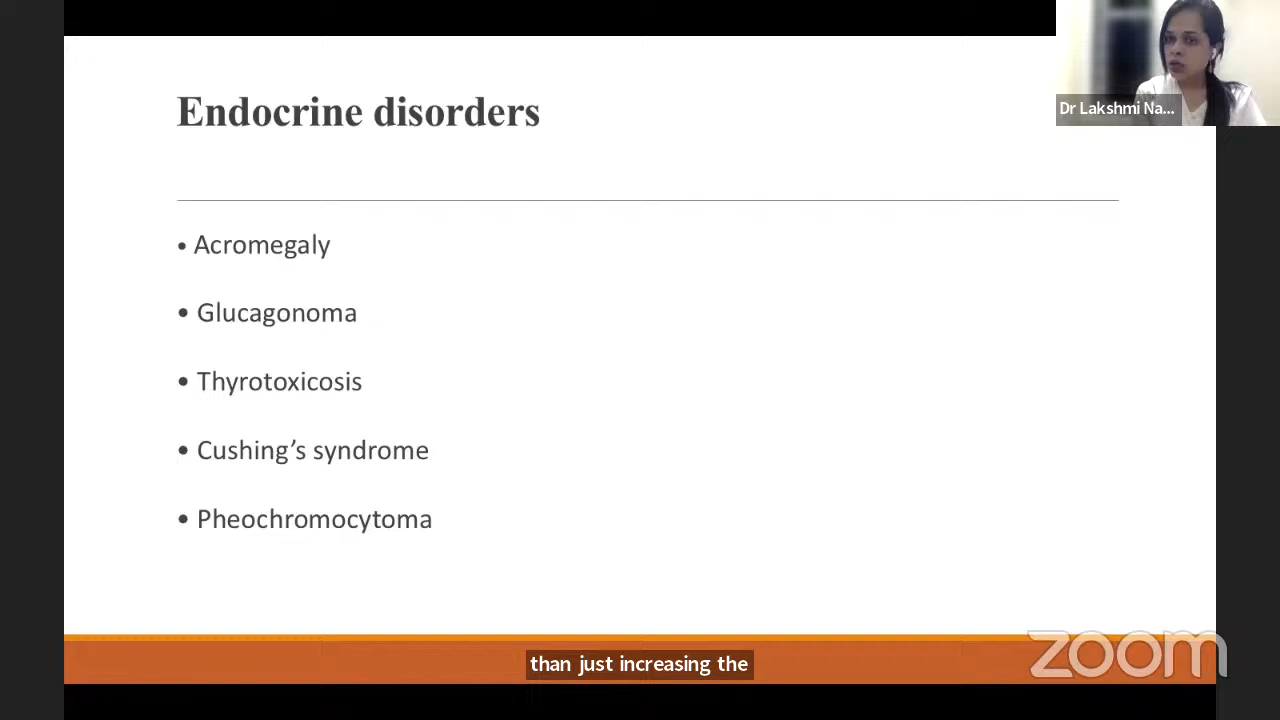 Endocrine disorders
Dr Lakshmi Na...
• Acromegaly
• Glucagonoma
• Thyrotoxicosis
• Cushing’s syndrome
• Pheochromocytoma
than just increasing the
zoom